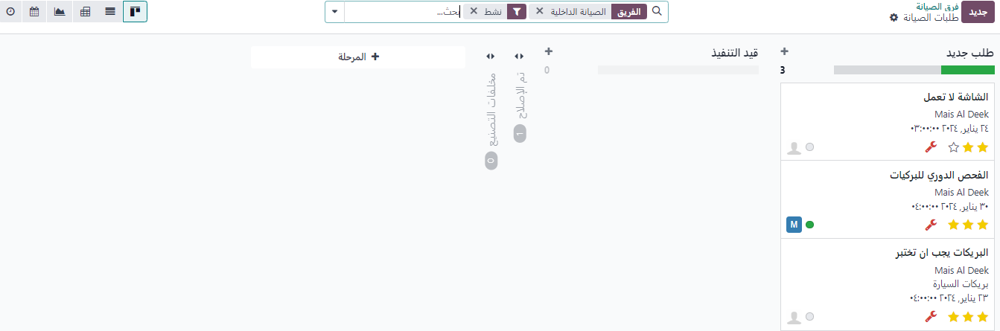 جديد
فرق الصيانة
طلبات الصيانة
الفريق
الصيانة الداخلية
نشط
بحث...
طلب جديد
3
الشاشة لا تعمل
Mais Al Deek
٢٤ يناير, ٢٠٢٤ ٠٣:٠٠:٠٠
الفحص الدوري للبركيات
Mais Al Deek
٣٠ يناير, ٢٠٢٤ ٠٤:٠٠:٠٠
M
البريكات يجب ان تختبر
Mais Al Deek
بريكات السيارة
٢٣ يناير, ٢٠٢٤ ٠٤:٠٠:٠٠
قيد التنفيذ
0
تم الإصلاح
1
مخلفات التصنيع
0
المرحلة